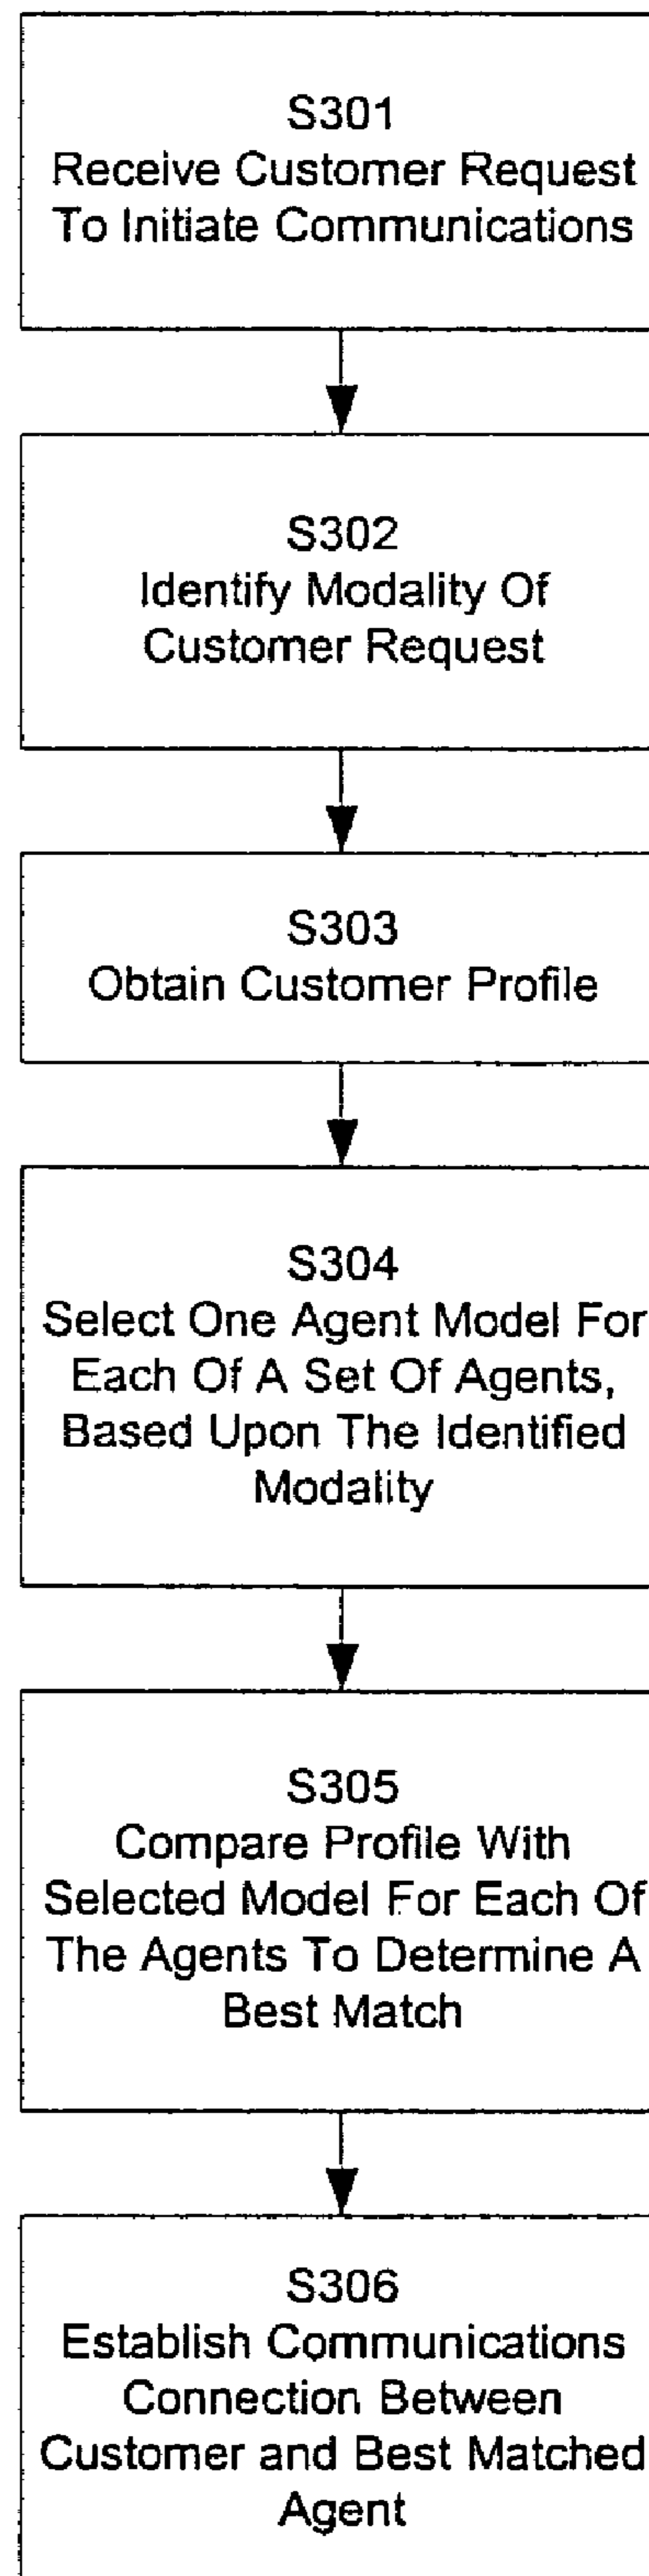 S301
Receive Customer Request
To Initiate Communications
S302
Identify Modality Of
Customer Request
S303
Obtain Customer Profile
S304
Select One Agent Model For
Each Of A Set Of Agents,
Based Upon The Identified
Modality
S305
Compare Profile With
Selected Model For Each Of
The Agents To Determine A
Best Match
S306
Establish Communications
Connection Between
Customer and Best Matched
Agent